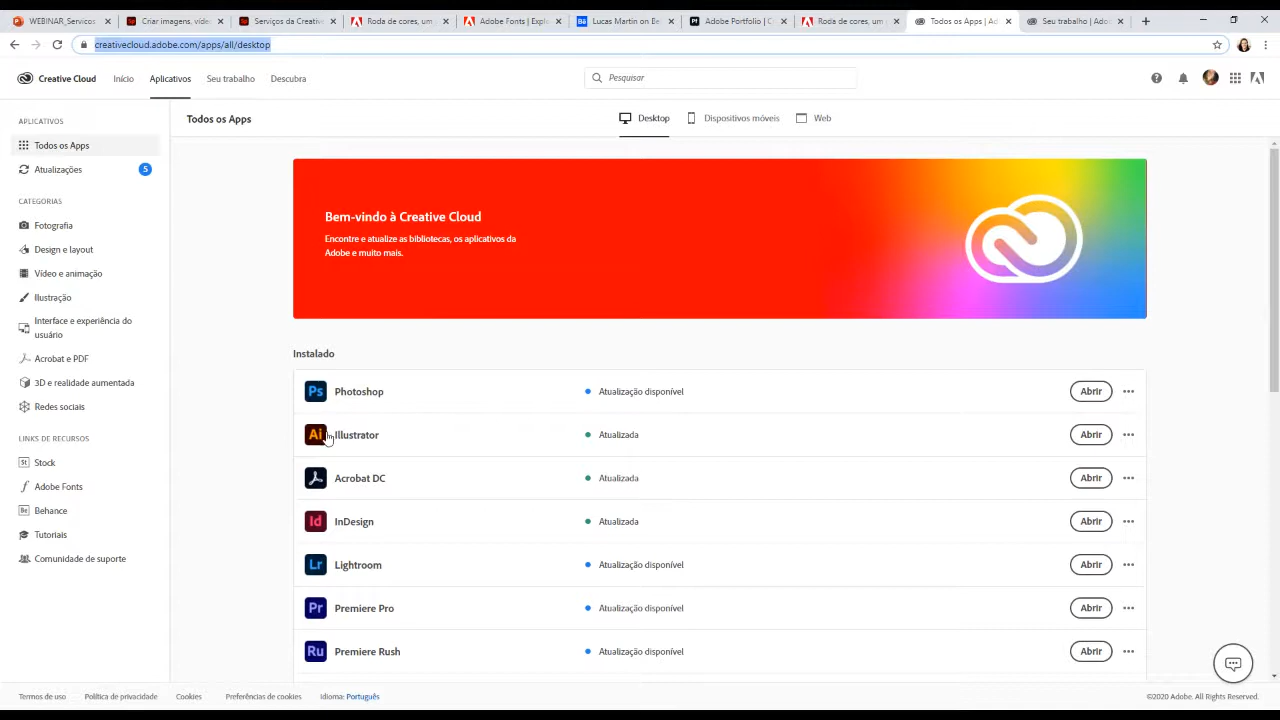 WEBINAR_Servicos
Criar imagens, víde
Serviços da Creative
Roda de cores, um
Adobe Fonts | Explo
Lucas Martin on Be
Adobe Portfolio | C
Roda de cores, um
Todos os Apps | Ad
Seu trabalho | Adob
creativecloud.adobe.com/apps/all/desktop
Creative Cloud
Início
Aplicativos
Seu trabalho
Descubra
Pesquisar
APLICATIVOS
Todos os Apps
Atualizações
5
CATEGORIAS
Fotografia
Design e layout
Vídeo e animação
Ilustração
Interface e experiência do
usuário
Acrobat e PDF
3D e realidade aumentada
Redes sociais
LINKS DE RECURSOS
St Stock
Adobe Fonts
Be Behance
Tutoriais
Comunidade de suporte
Todos os Apps
Desktop
Dispositivos móveis
Web
Bem-vindo à Creative Cloud
Encontre e atualize as bibliotecas, os aplicativos da
Adobe e muito mais.
Instalado
Ps Photoshop Atualização disponível Abrir
Ai Illustrator Atualizada Abrir
Acrobat DC Atualizada Abrir
Id InDesign Atualizada Abrir
Lr Lightroom Atualização disponível Abrir
Pr Premiere Pro Atualização disponível Abrir
Ru Premiere Rush Atualização disponível Abrir
Termos de uso Política de privacidade Cookies Preferências de cookies Idioma: Português ©2020 Adobe. All Rights Reserved.